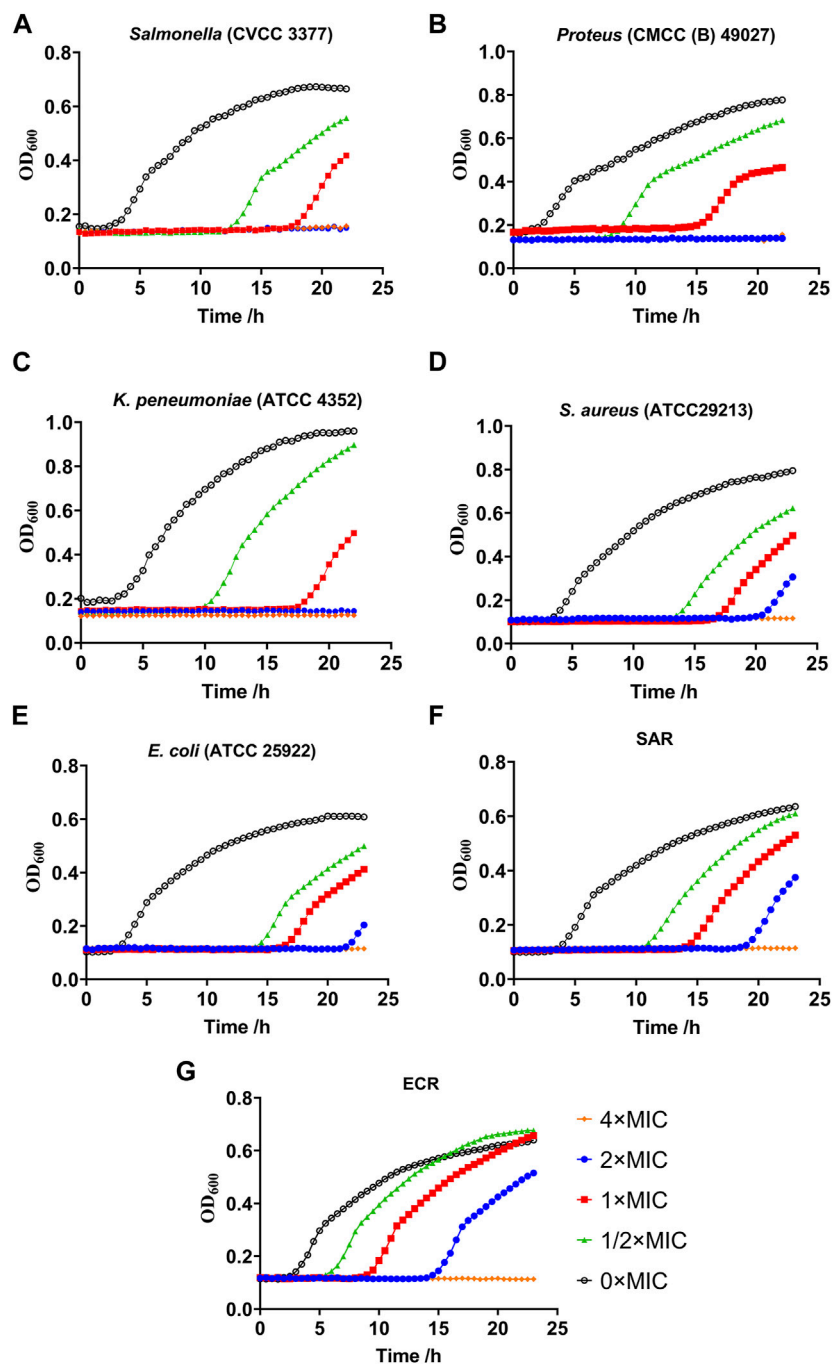 A
Salmonella (CVCC 3377)
OD600
0.8
0.6
0.4
0.2
0.0
0 5 10 15 20 25
Time /h
B
Proteus (CMCC (B) 49027)
OD600
1.0
0.8
0.6
0.4
0.2
0.0
0 5 10 15 20 25
Time /h
C
K. peneumoniae (ATCC 4352)
OD600
1.0
0.8
0.6
0.4
0.2
0.0
0 5 10 15 20 25
Time /h
D
S. aureus (ATCC29213)
OD600
1.0
0.8
0.6
0.4
0.2
0.0
0 5 10 15 20 25
Time /h
E
E. coli (ATCC 25922)
OD600
0.8
0.6
0.4
0.2
0.0
0 5 10 15 20 25
Time /h
F
SAR
OD600
0.8
0.6
0.4
0.2
0.0
0 5 10 15 20 25
Time /h
G
ECR
OD600
0.8
0.6
0.4
0.2
0.0
0 5 10 15 20 25
Time /h
4×MIC
2×MIC
1×MIC
1/2×MIC
0×MIC